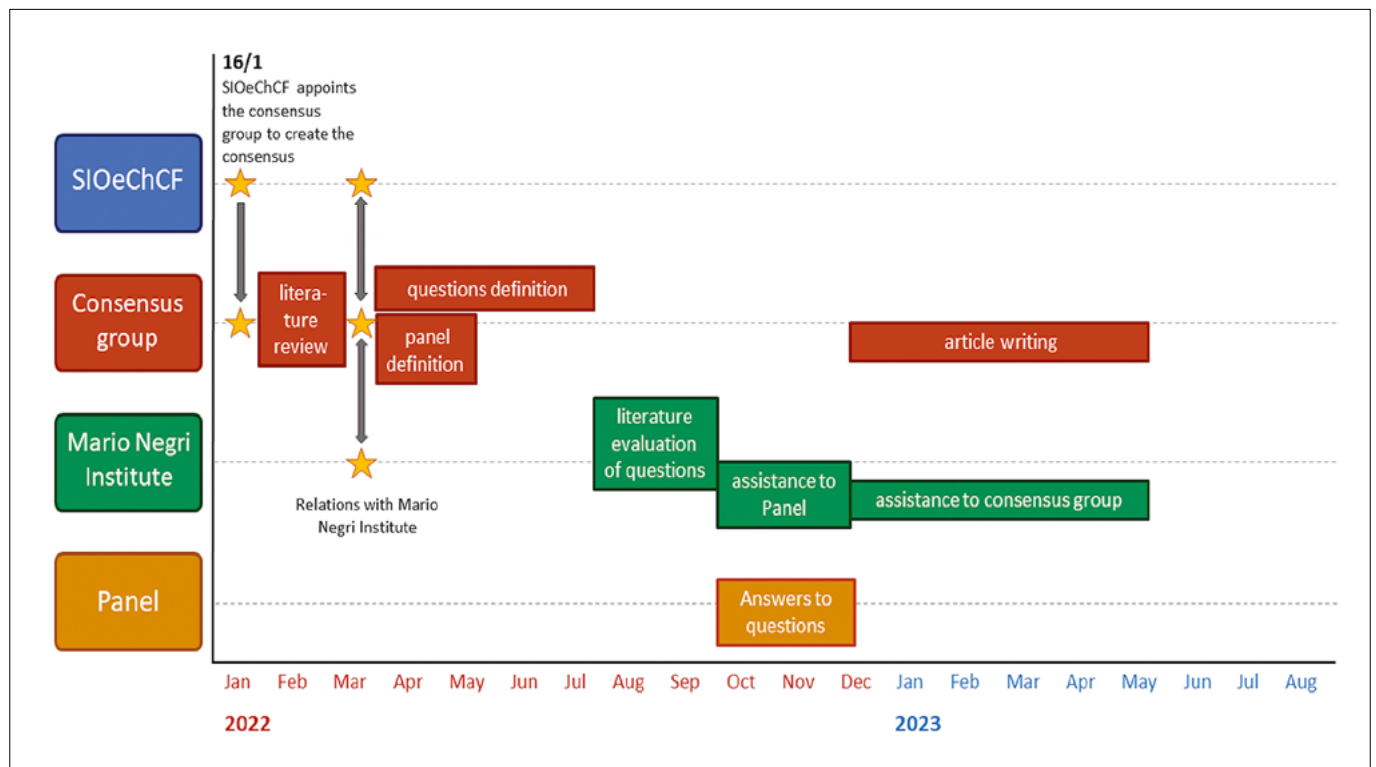 16/1
SIOeChCF appoints
the consensus
group to create the
consensus
SIOeChCF
Consensus
group
litera-
ture
review
questions definition
panel
definition
article writing
Mario Negri
Institute
literature
evaluation
of questions
assistance to
Panel
assistance to consensus group
Relations with Mario
Negri Institute
Panel
Answers to
questions
Jan Feb Mar Apr May Jun Jul Aug Sep Oct Nov Dec Jan Feb Mar Apr May Jun Jul Aug
2022 2023